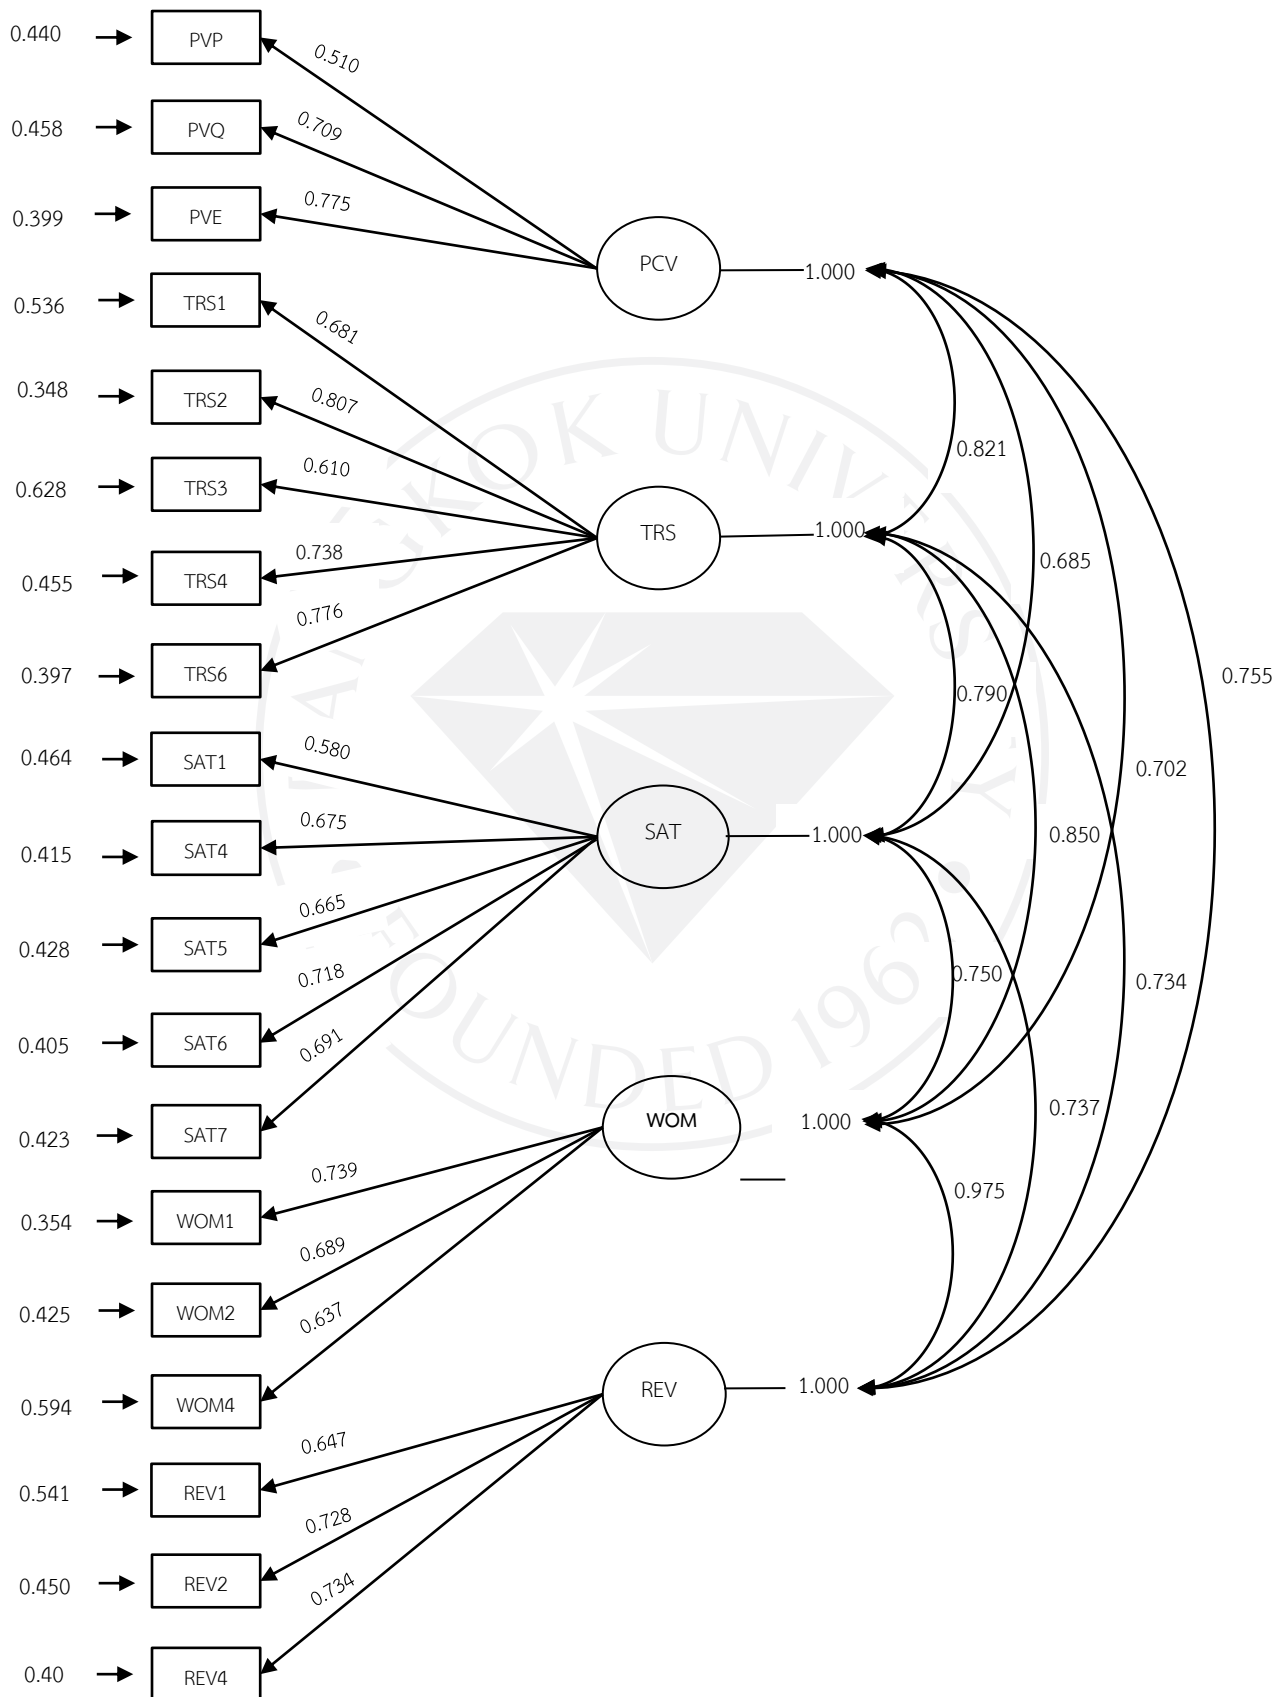 0.440 PVP 0.510
0.458 PVQ 0.709
0.399 PVE 0.775
PCV 1.000
0.536 TRS1 0.681
0.348 TRS2 0.807
0.821
0.628 TRS3 0.610
TRS 1.000
0.685
0.455 TRS4 0.738
0.397 TRS6 0.776
0.790
0.755
0.464 SAT1 0.580
0.702
0.415 SAT4 0.675
SAT 1.000
0.850
0.428 SAT5 0.665
0.750
0.734
0.405 SAT6 0.718
0.423 SAT7 0.691
WOM 1.000
0.737
0.354 WOM1 0.739
0.975
0.425 WOM2 0.689
0.594 WOM4 0.637
REV 1.000
0.541 REV1 0.647
0.450 REV2 0.728
0.40 REV4 0.734
KOK UNIV RSITY
OUNDED 1962